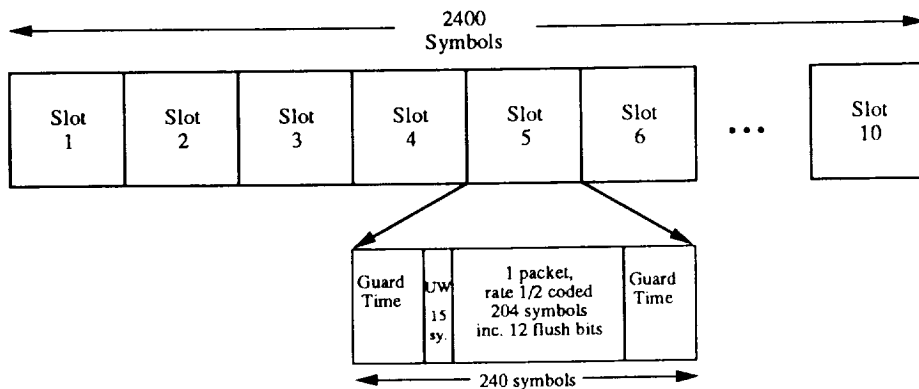 2400
Symbols
Slot
1
Slot
2
Slot
3
Slot
4
Slot
5
Slot
6
•••
Slot
10
Guard
Time
UW
15
sy.
1 packet,
rate 1/2 coded
204 symbols
inc. 12 flush bits
Guard
Time
240 symbols